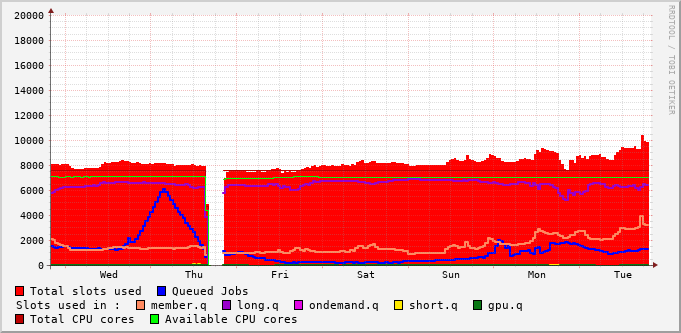 20000
18000
16000
14000
12000
10000
8000
6000
4000
2000
0
Wed Thu Fri Sat Sun Mon Tue
RRDTOOL / TOBI OETIKER
Total slots used Queued Jobs
Slots used in : member.q long.q ondemand.q short.q gpu.q
Total CPU cores Available CPU cores